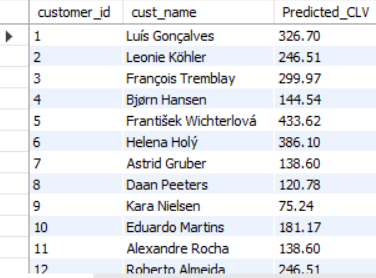 customer_id cust_name Predicted_CLV
1 Luís Gonçalves 326.70
2 Leonie Köhler 246.51
3 François Tremblay 299.97
4 Bjørn Hansen 144.54
5 František Wichterlová 433.62
6 Helena Holý 386.10
7 Astrid Gruber 138.60
8 Daan Peeters 120.78
9 Kara Nielsen 75.24
10 Eduardo Martins 181.17
11 Alexandre Rocha 138.60
12 Roberto Almeida 246.51